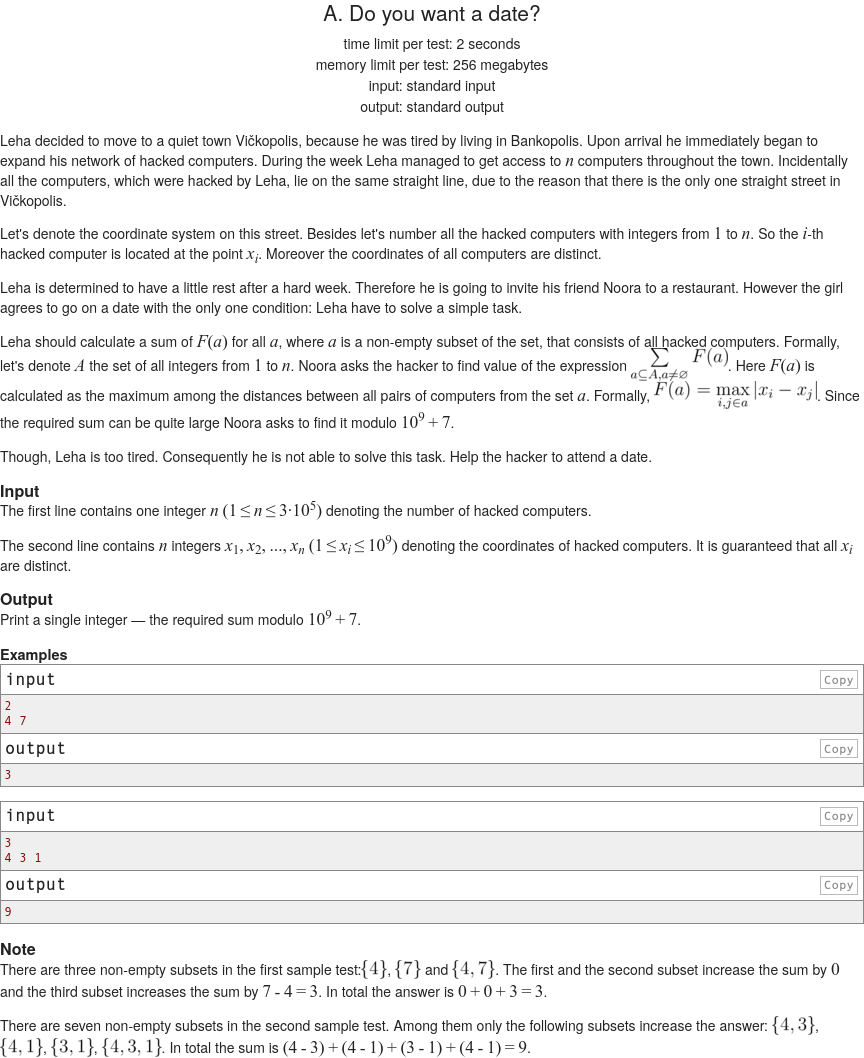 A. Do you want a date?
time limit per test: 2 seconds
memory limit per test: 256 megabytes
input: standard input
output: standard output
Leha decided to move to a quiet town Vičkopolis, because he was tired by living in Bankopolis. Upon arrival he immediately began to
expand his network of hacked computers. During the week Leha managed to get access to n computers throughout the town. Incidentally
all the computers, which were hacked by Leha, lie on the same straight line, due to the reason that there is the only one straight street in
Vičkopolis.
Let's denote the coordinate system on this street. Besides let's number all the hacked computers with integers from 1 to n. So the i-th
hacked computer is located at the point x_i. Moreover the coordinates of all computers are distinct.
Leha is determined to have a little rest after a hard week. Therefore he is going to invite his friend Noora to a restaurant. However the girl
agrees to go on a date with the only one condition: Leha have to solve a simple task.
Leha should calculate a sum of F(a) for all a, where a is a non-empty subset of the set, that consists of all hacked computers. Formally,
let's denote A the set of all integers from 1 to n. Noora asks the hacker to find value of the expression ∑_{a⊆A,a≠∅} F(a). Here F(a) is
calculated as the maximum among the distances between all pairs of computers from the set a. Formally, F(a) = max_{i,j∈a} |x_i − x_j|. Since
the required sum can be quite large Noora asks to find it modulo 10^9 + 7.
Though, Leha is too tired. Consequently he is not able to solve this task. Help the hacker to attend a date.
Input
The first line contains one integer n (1 ≤ n ≤ 3·10^5) denoting the number of hacked computers.
The second line contains n integers x_1, x_2, ..., x_n (1 ≤ x_i ≤ 10^9) denoting the coordinates of hacked computers. It is guaranteed that all x_i
are distinct.
Output
Print a single integer — the required sum modulo 10^9 + 7.
Examples
input Copy
2
4 7
output Copy
3
input Copy
3
4 3 1
output Copy
9
Note
There are three non-empty subsets in the first sample test:{4}, {7} and {4, 7}. The first and the second subset increase the sum by 0
and the third subset increases the sum by 7 - 4 = 3. In total the answer is 0 + 0 + 3 = 3.
There are seven non-empty subsets in the second sample test. Among them only the following subsets increase the answer: {4, 3},
{4, 1}, {3, 1}, {4, 3, 1}. In total the sum is (4 - 3) + (4 - 1) + (3 - 1) + (4 - 1) = 9.